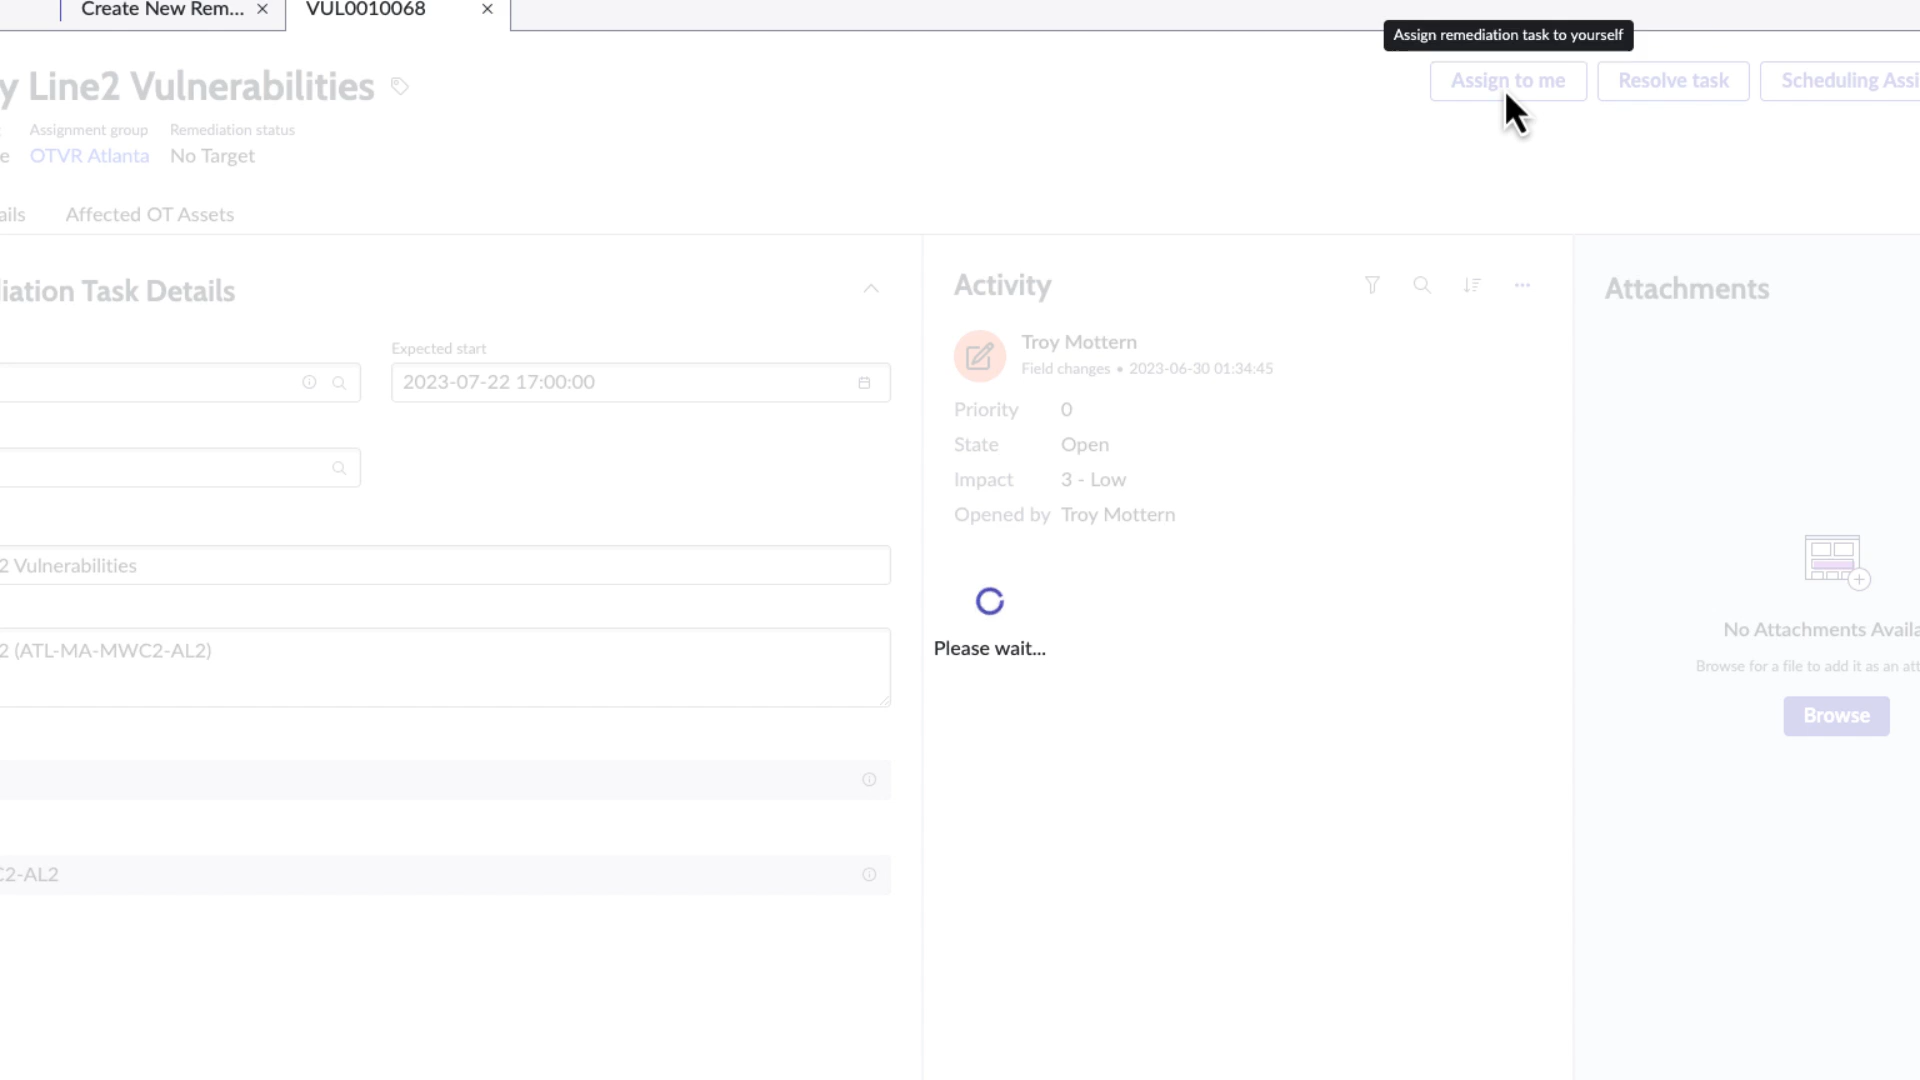 Create New Rem...
VUL0010068
Assign remediation task to yourself
y Line2 Vulnerabilities
Assign to me
Resolve task
Scheduling Assi
Assignment group
Remediation status
e
OTVR Atlanta
No Target
ails
Affected OT Assets
iation Task Details
Expected start
2023-07-22 17:00:00
2 Vulnerabilities
2 (ATL-MA-MWC2-AL2)
C2-AL2
Activity
Troy Mottern
Field changes • 2023-06-30 01:34:45
Priority 0
State Open
Impact 3 - Low
Opened by Troy Mottern
Please wait...
Attachments
No Attachments Availa
Browse for a file to add it as an att
Browse